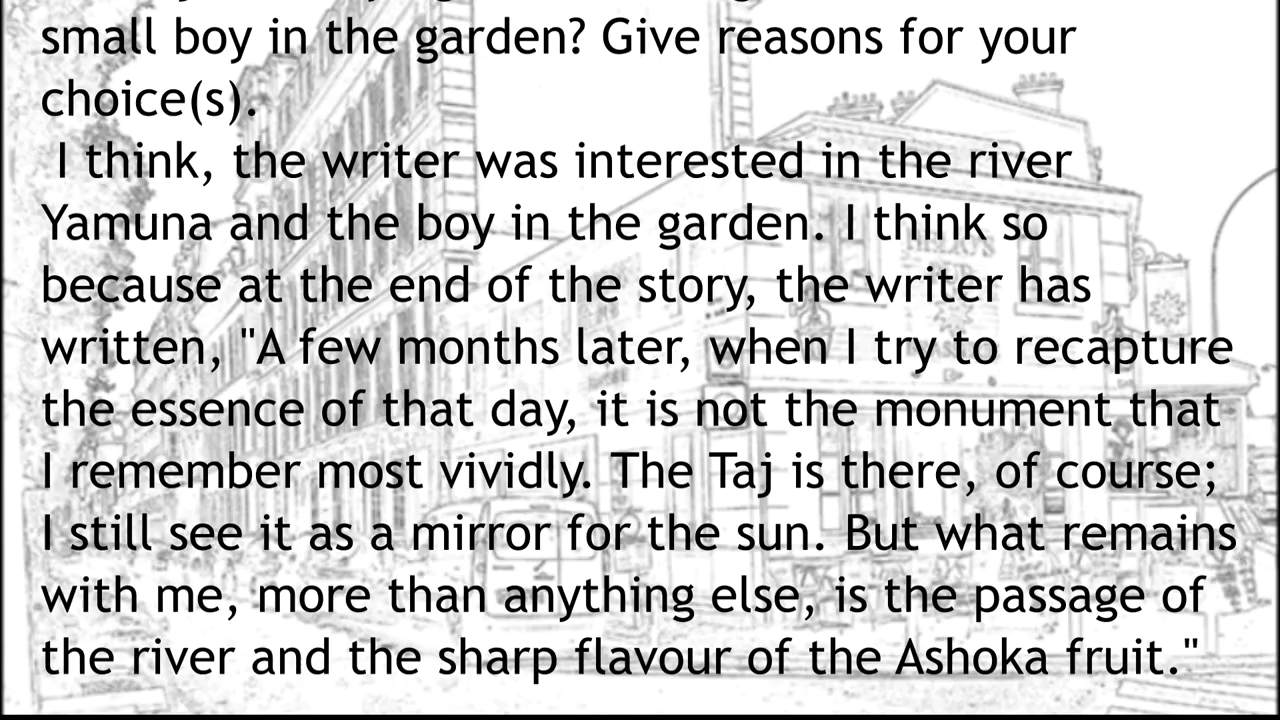 small boy in the garden? Give reasons for your
choice(s).
I think, the writer was interested in the river
Yamuna and the boy in the garden. I think so
because at the end of the story, the writer has
written, "A few months later, when I try to recapture
the essence of that day, it is not the monument that
I remember most vividly. The Taj is there, of course;
I still see it as a mirror for the sun. But what remains
with me, more than anything else, is the passage of
the river and the sharp flavour of the Ashoka fruit."